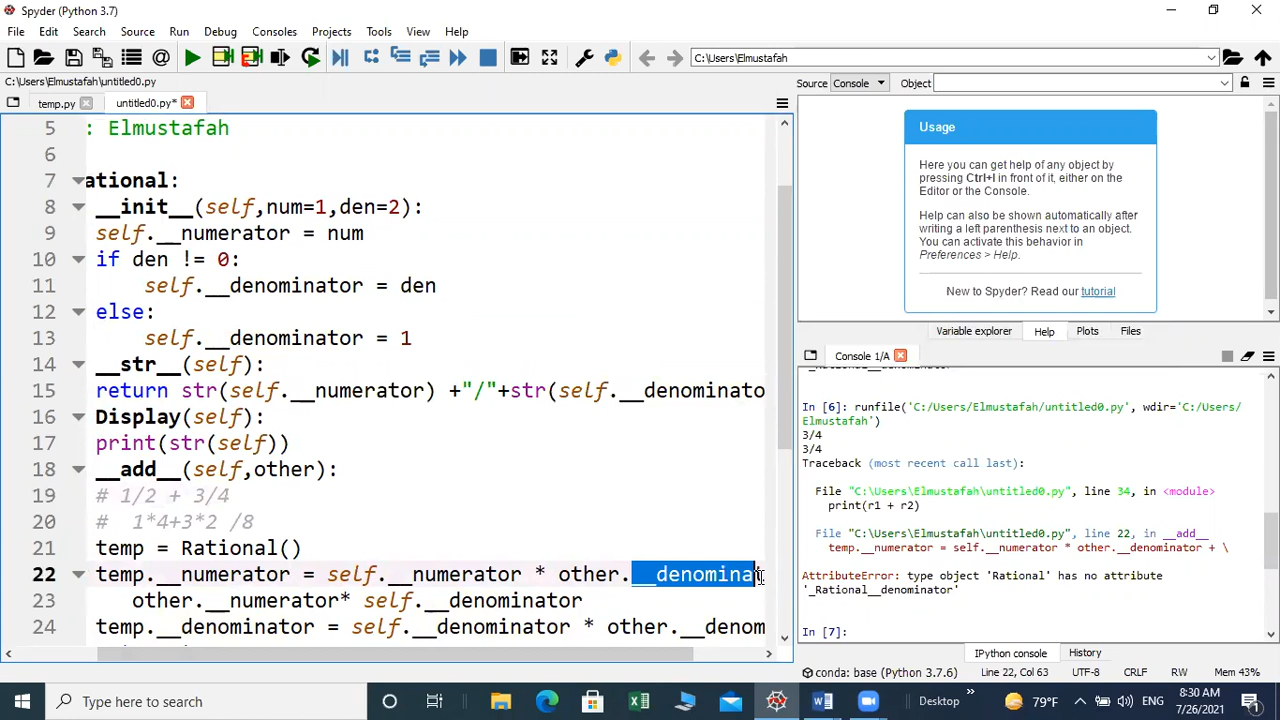 Spyder (Python 3.7)
File Edit Search Source Run Debug Consoles Projects Tools View Help
C:\Users\Elmustafah
C:\Users\Elmustafah\untitled0.py
Source Console Object
temp.py untitled0.py*
5 : Elmustafah
6
7 ational:
8 __init__(self,num=1,den=2):
9 self.__numerator = num
10 if den != 0:
11 self.__denominator = den
12 else:
13 self.__denominator = 1
14 __str__(self):
15 return str(self.__numerator) +"/"+str(self.__denominato
16 Display(self):
17 print(str(self))
18 __add__(self,other):
19 # 1/2 + 3/4
20 # 1*4+3*2 /8
21 temp = Rational()
22 temp.__numerator = self.__numerator * other.__denominat
23 other.__numerator* self.__denominator
24 temp.__denominator = self.__denominator * other.__denom
Usage
Here you can get help of any object by
pressing Ctrl+I in front of it, either on the
Editor or the Console.
Help can also be shown automatically after
writing a left parenthesis next to an object.
You can activate this behavior in
Preferences > Help.
New to Spyder? Read our tutorial
Variable explorer Help Plots Files
Console 1/A
'_Rational__denominator'
In [6]: runfile('C:/Users/Elmustafah/untitled0.py', wdir='C:/Users/
Elmustafah')
3/4
3/4
Traceback (most recent call last):
File "C:\Users\Elmustafah\untitled0.py", line 34, in <module>
print(r1 + r2)
File "C:\Users\Elmustafah\untitled0.py", line 22, in __add__
temp.__numerator = self.__numerator * other.__denominator + \
AttributeError: type object 'Rational' has no attribute
'_Rational__denominator'
In [7]:
IPython console History
conda: base (Python 3.7.6) Line 22, Col 63 UTF-8 CRLF RW Mem 43%
Type here to search
Desktop
79°F
ENG
8:30 AM
7/26/2021
1